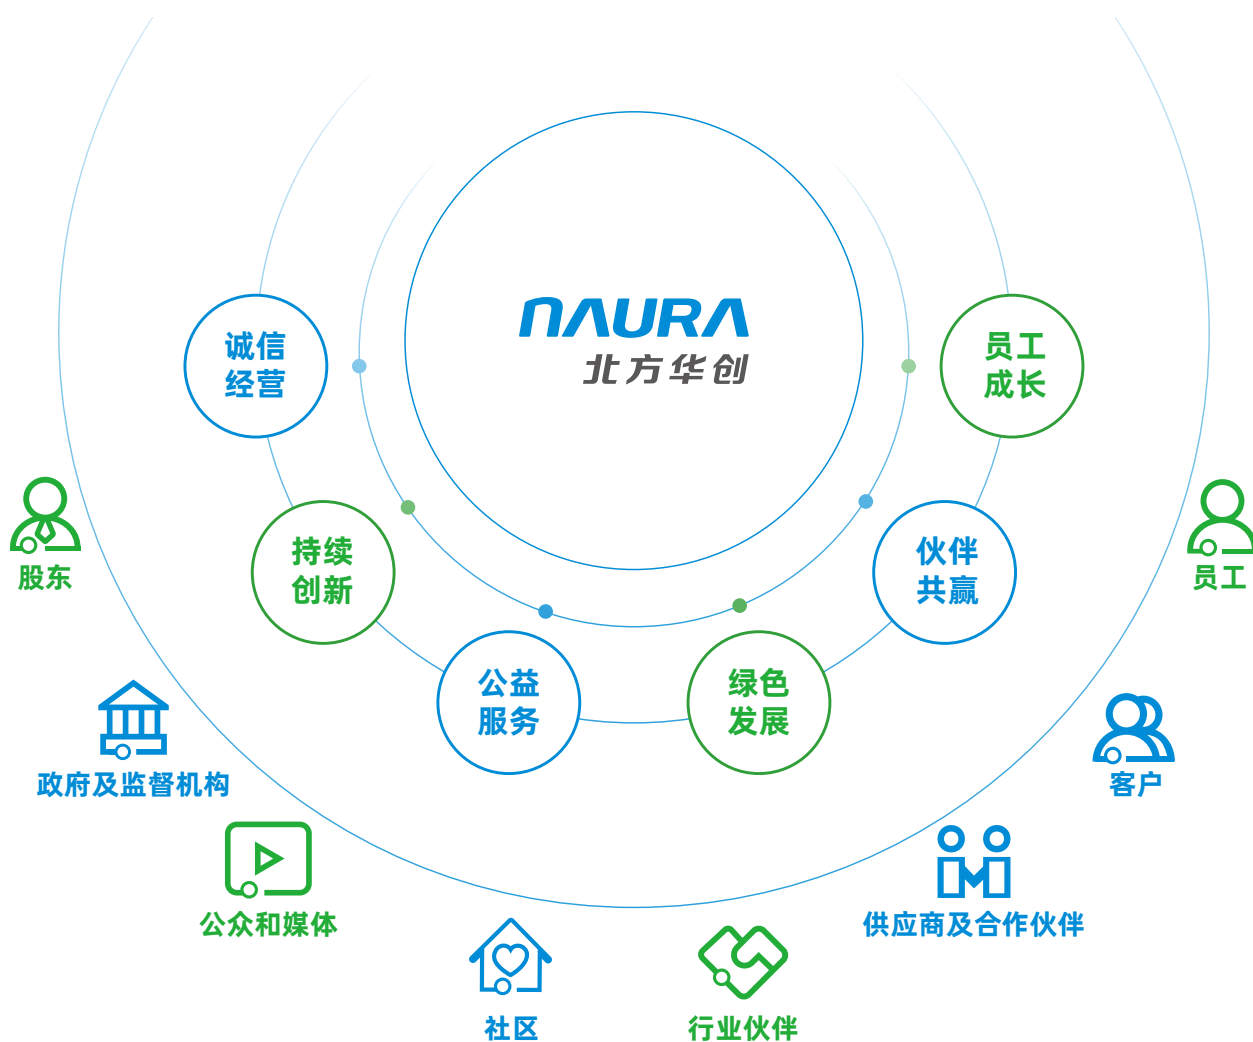 NAURA
北方华创
诚信
经营
员工
成长
持续
创新
伙伴
共赢
公益
服务
绿色
发展
股东
员工
政府及监督机构
客户
公众和媒体
供应商及合作伙伴
社区
行业伙伴